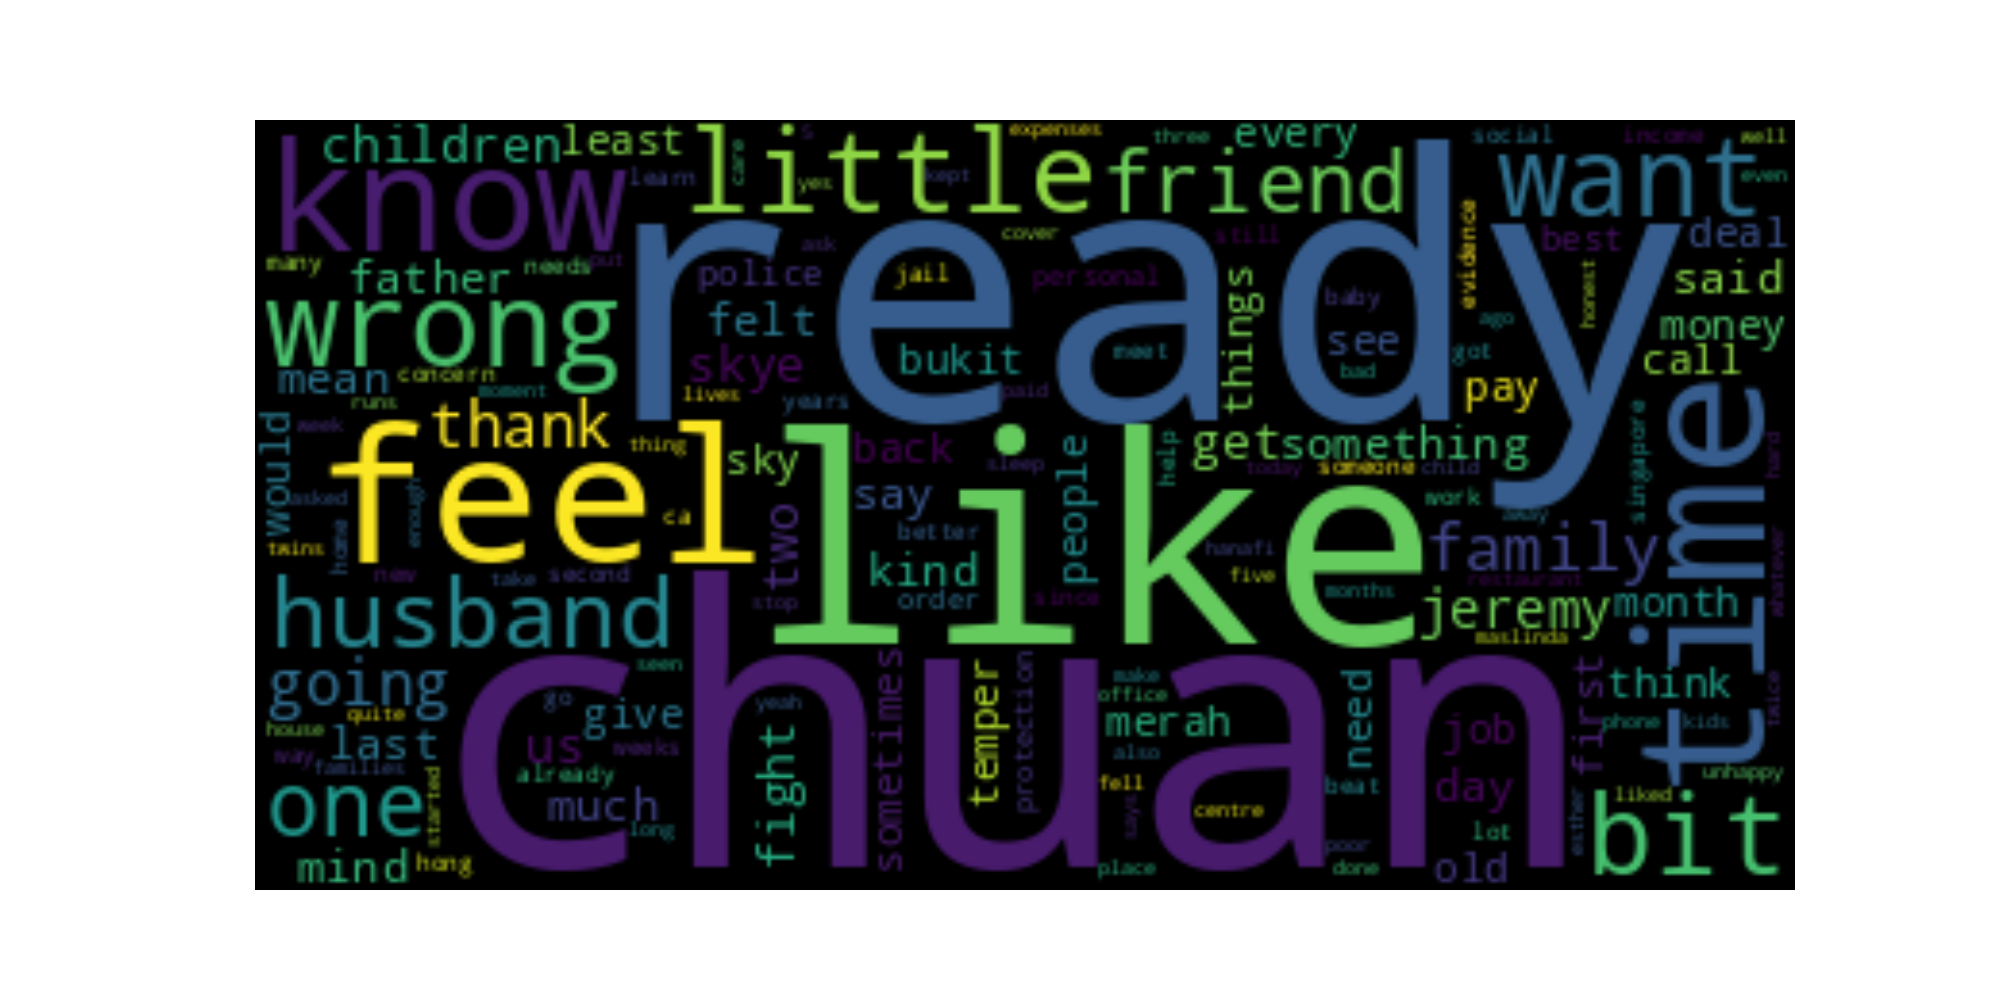 children least little expenses three every social income well
know learn care s yes kept friend want even
many father needs put police ask cover still best deal
wrong felt jail personal things baby evidence honest said
ready
mean concern moment skye bukit meet see bad ago got money call
runs lives years paid pay
would week thank thing sky back sleep people help get something singapore hard
feel like time
asked home enough ca two say better today someone child work away
twins new take second stop kind order since hanafi five months family restaurant whatever
husband jeremy month maslinda
chuan
going seen sometimes temper protection make office need first think twice
quite go give yeah merah phone kids
house way last families us weeks fight also job unhappy
one started already much fell says centre beat day liked bit
mind hong long place poor done lot old esther